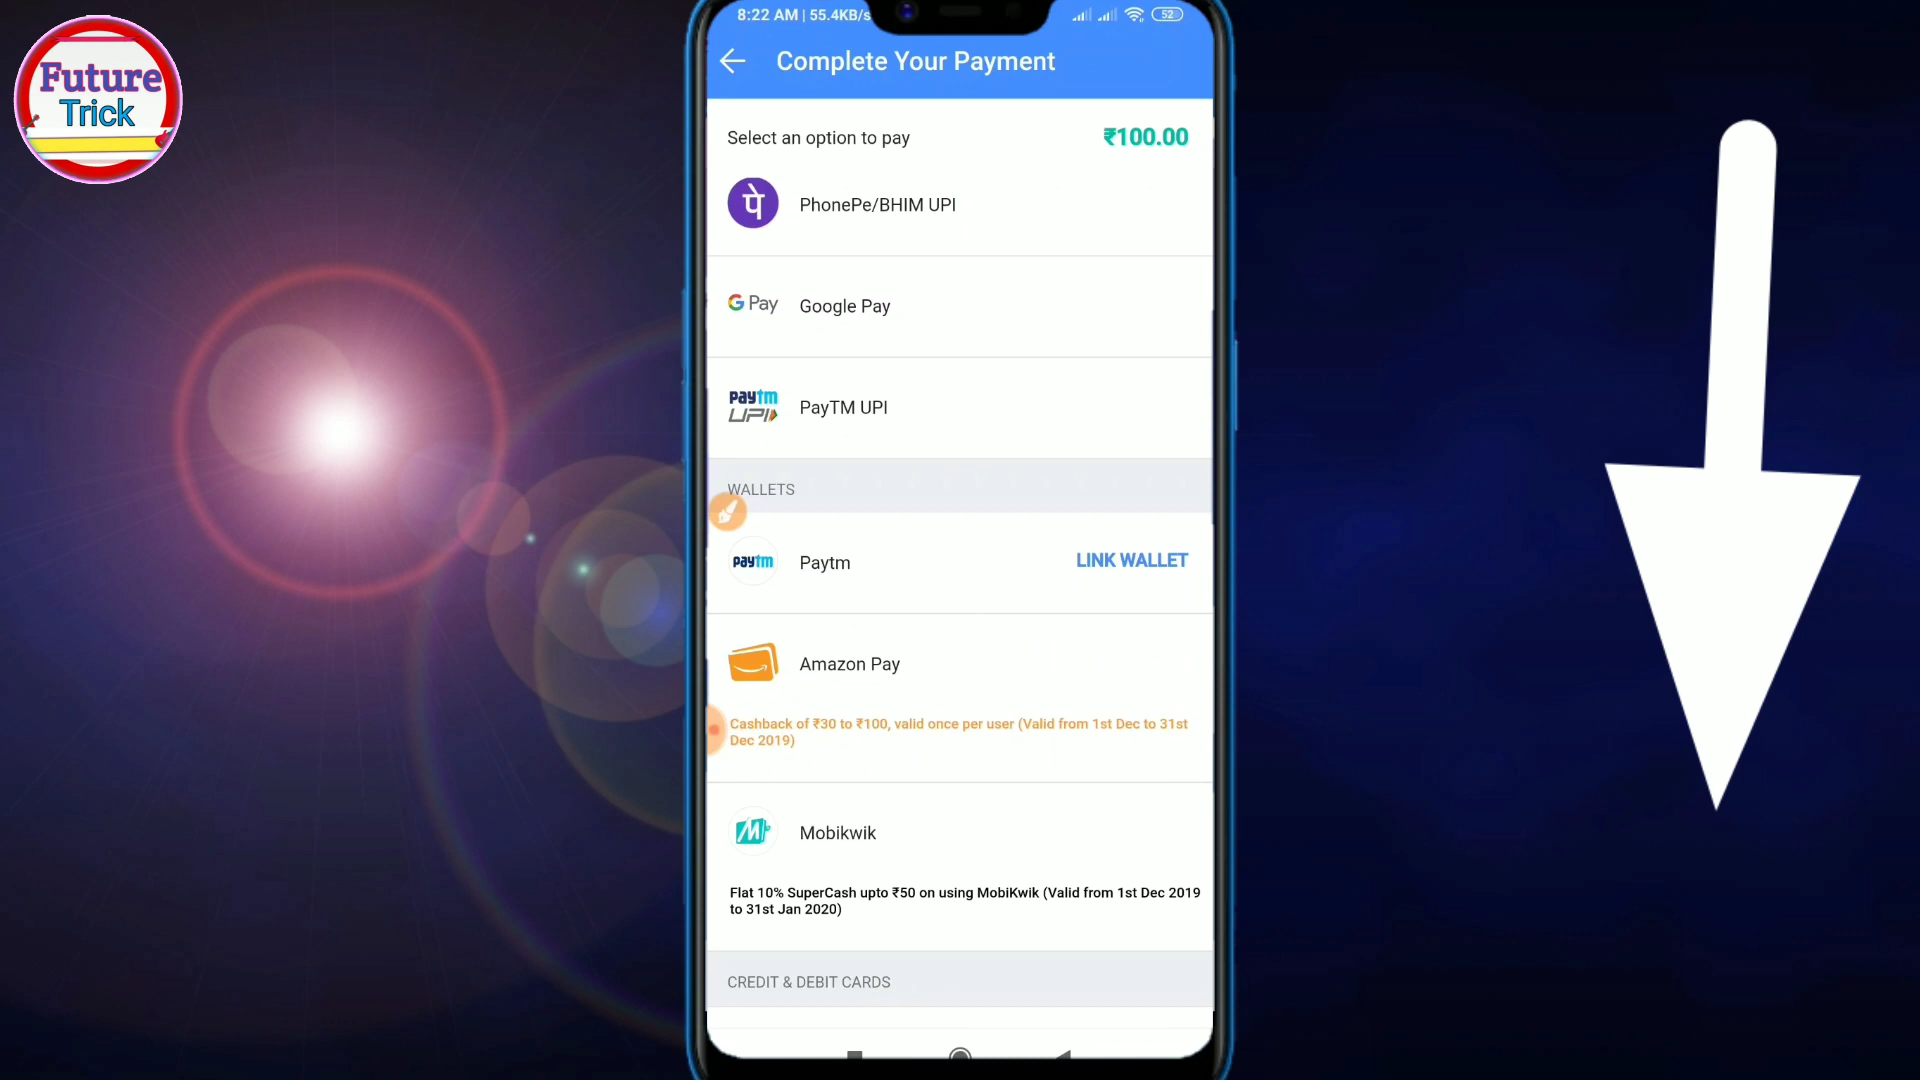 Future
Trick
8:22 AM | 55.4KB/s
52
Complete Your Payment
Select an option to pay
₹100.00
पे
PhonePe/BHIM UPI
G Pay
Google Pay
paytm
UPI
PayTM UPI
WALLETS
paytm
Paytm
LINK WALLET
Amazon Pay
Cashback of ₹30 to ₹100, valid once per user (Valid from 1st Dec to 31st
Dec 2019)
M
Mobikwik
Flat 10% SuperCash upto ₹50 on using MobiKwik (Valid from 1st Dec 2019
to 31st Jan 2020)
CREDIT & DEBIT CARDS